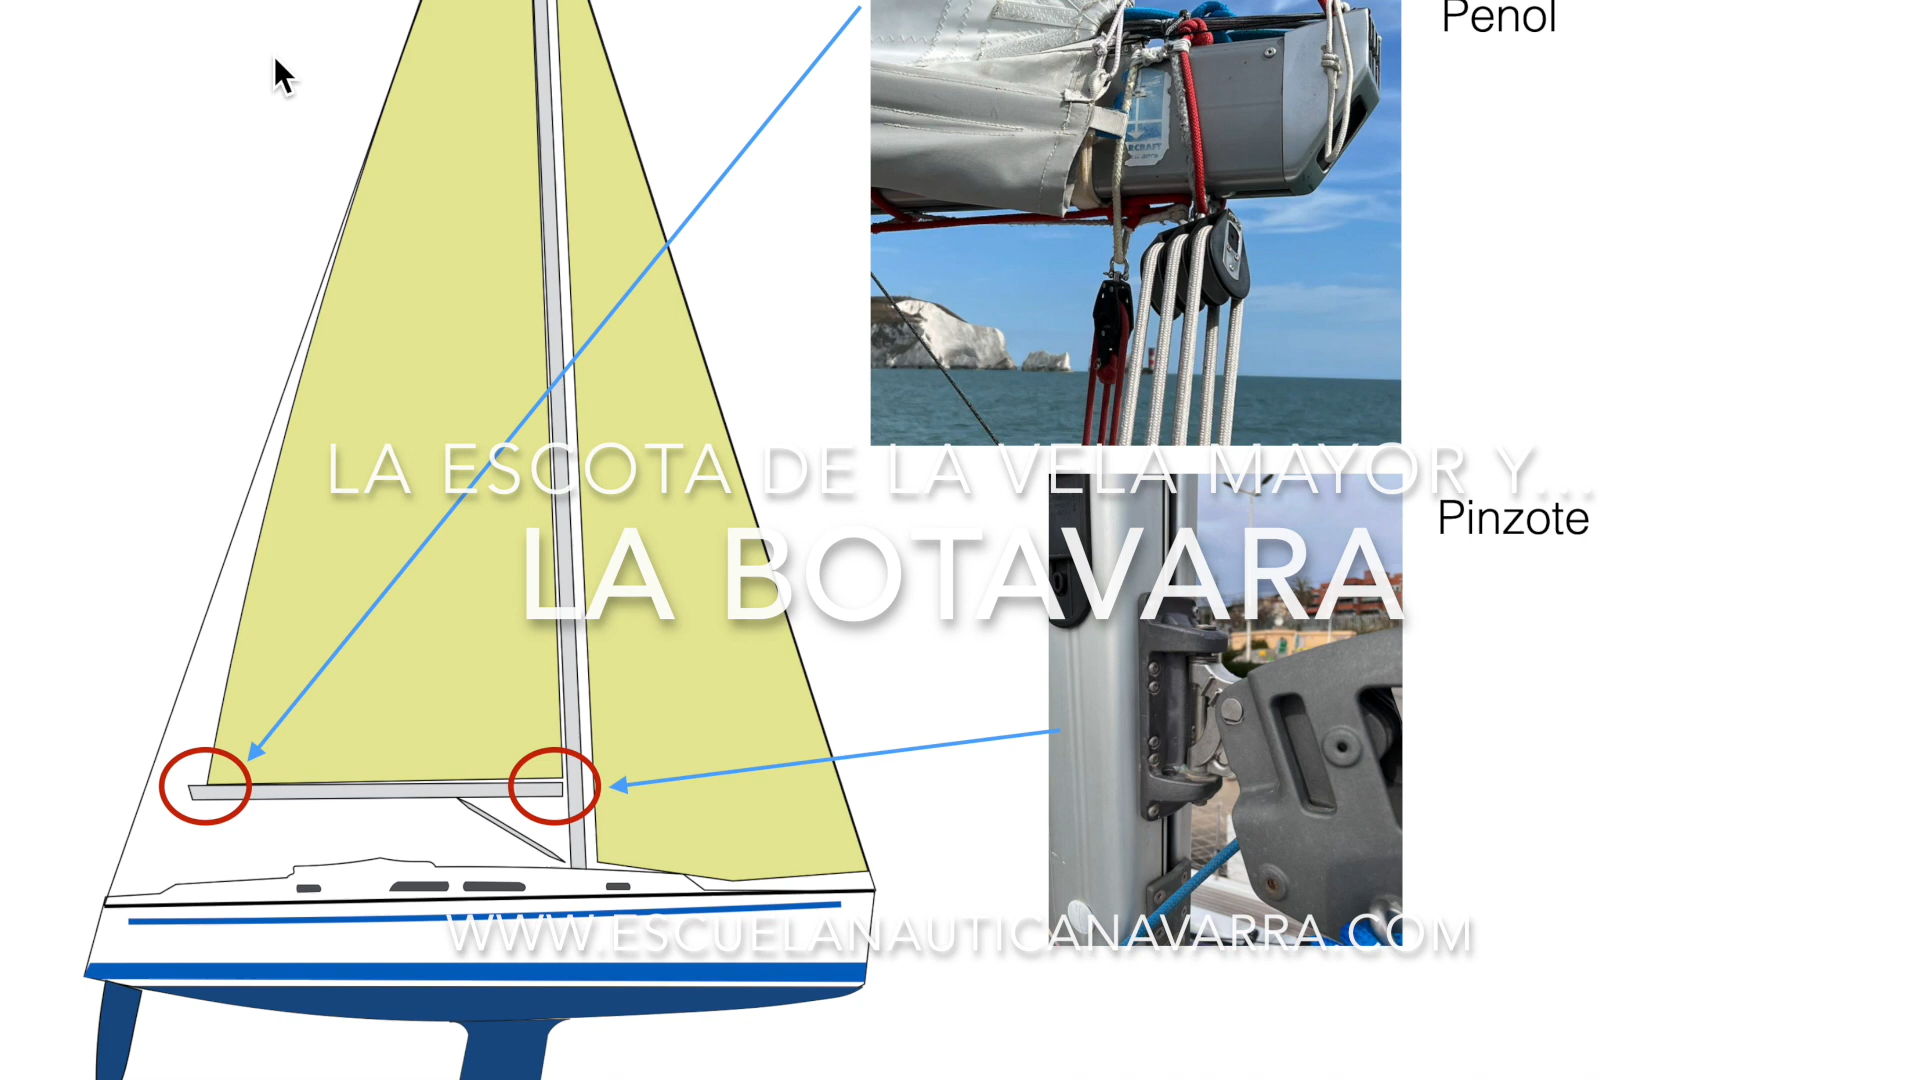 Penol
LA ESCOTA DE LA VELA MAYOR Y...
Pinzote
LA BOTAVARA
WWW.ESCUELANAUTICANAVARRA.COM